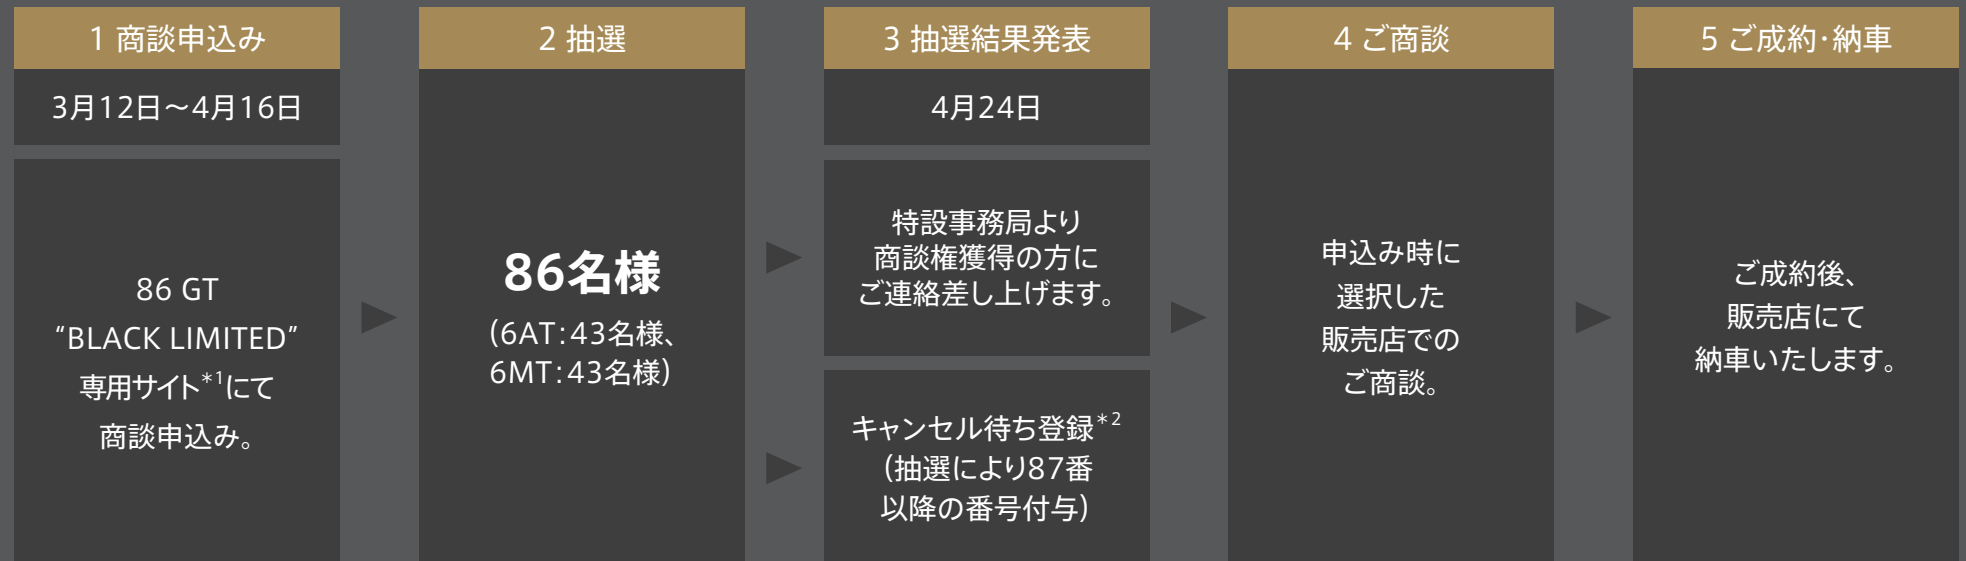 1 商談申込み
3月12日～4月16日
86 GT
“BLACK LIMITED”
専用サイト*1にて
商談申込み。
2 抽選
86名様
(6AT:43名様、
6MT:43名様)
3 抽選結果発表
4月24日
特設事務局より
商談権獲得の方に
ご連絡差し上げます。
キャンセル待ち登録*2
(抽選により87番
以降の番号付与)
4 ご商談
申込み時に
選択した
販売店での
ご商談。
5 ご成約・納車
ご成約後、
販売店にて
納車いたします。